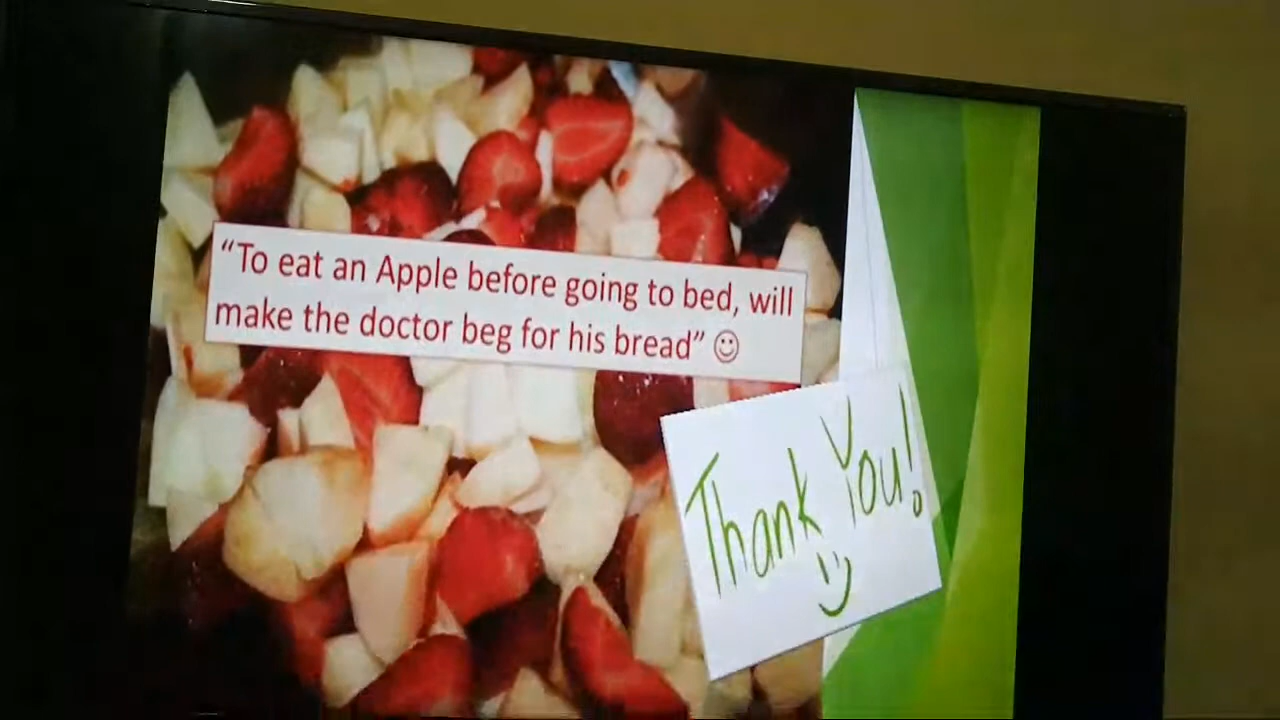 “To eat an Apple before going to bed, will
make the doctor beg for his bread” ☺
Thank You!